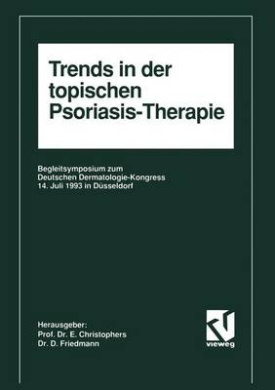 Trends in der
topischen
Psoriasis-Therapie
Begleitsymposium zum
Deutschen Dermatologie-Kongress
14. Juli 1993 in Düsseldorf
Herausgeber:
Prof. Dr. E. Christophers
Dr. D. Friedmann
vieweg